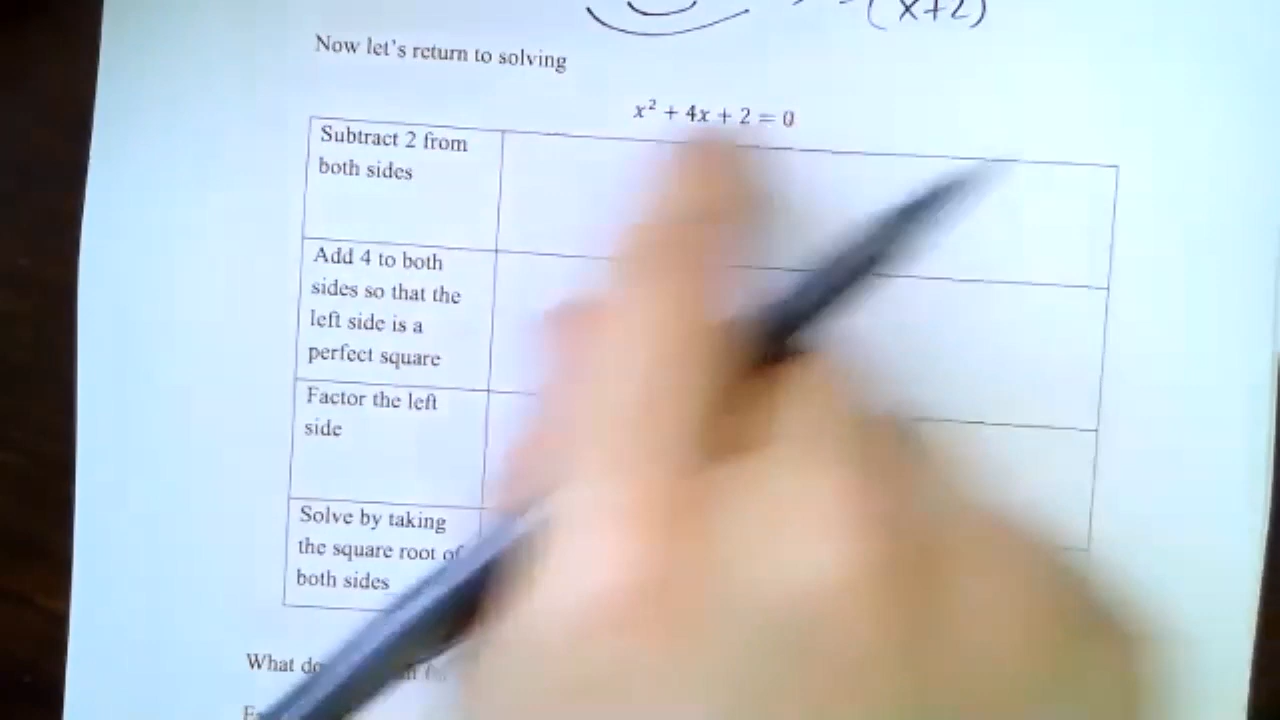 (x+2)
Now let's return to solving
x² + 4x + 2 = 0
Subtract 2 from
both sides
Add 4 to both
sides so that the
left side is a
perfect square
Factor the left
side
Solve by taking
the square root of
both sides
What